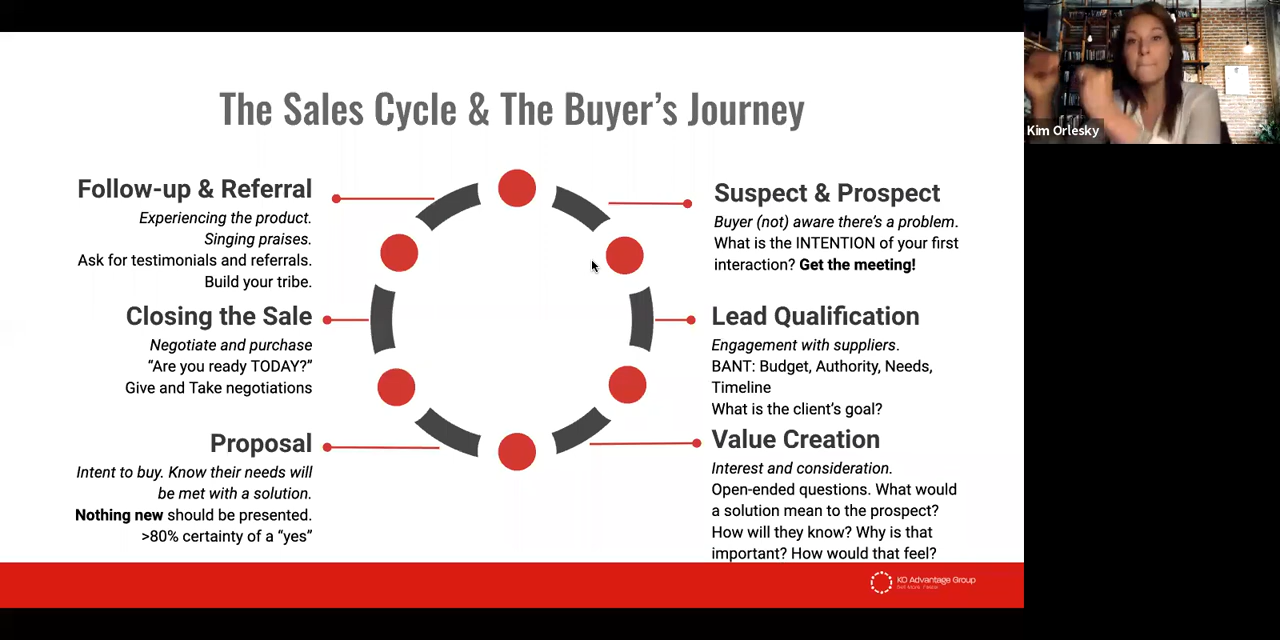 The Sales Cycle & The Buyer's Journey
Follow-up & Referral
Experiencing the product.
Singing praises.
Ask for testimonials and referrals.
Build your tribe.
Closing the Sale
Negotiate and purchase
“Are you ready TODAY?”
Give and Take negotiations
Proposal
Intent to buy. Know their needs will
be met with a solution.
Nothing new should be presented.
>80% certainty of a “yes”
Suspect & Prospect
Buyer (not) aware there's a problem.
What is the INTENTION of your first
interaction? Get the meeting!
Lead Qualification
Engagement with suppliers.
BANT: Budget, Authority, Needs,
Timeline
What is the client's goal?
Value Creation
Interest and consideration.
Open-ended questions. What would
a solution mean to the prospect?
How will they know? Why is that
important? How would that feel?
KO Advantage Group
Kim Orlesky